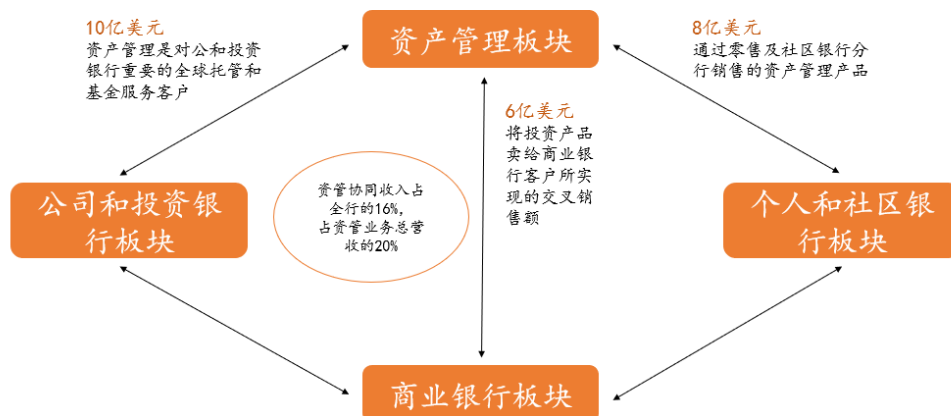 10亿美元
资产管理是对公和投资
银行重要的全球托管和
基金服务客户
资产管理板块
8亿美元
通过零售及社区银行分
行销售的资产管理产品
6亿美元
将投资产品
卖给商业银
行客户所实
现的交叉销
售额
资管协同收入占
全行的16%,
占资管业务总营
收的20%
公司和投资银
行板块
个人和社区银
行板块
商业银行板块